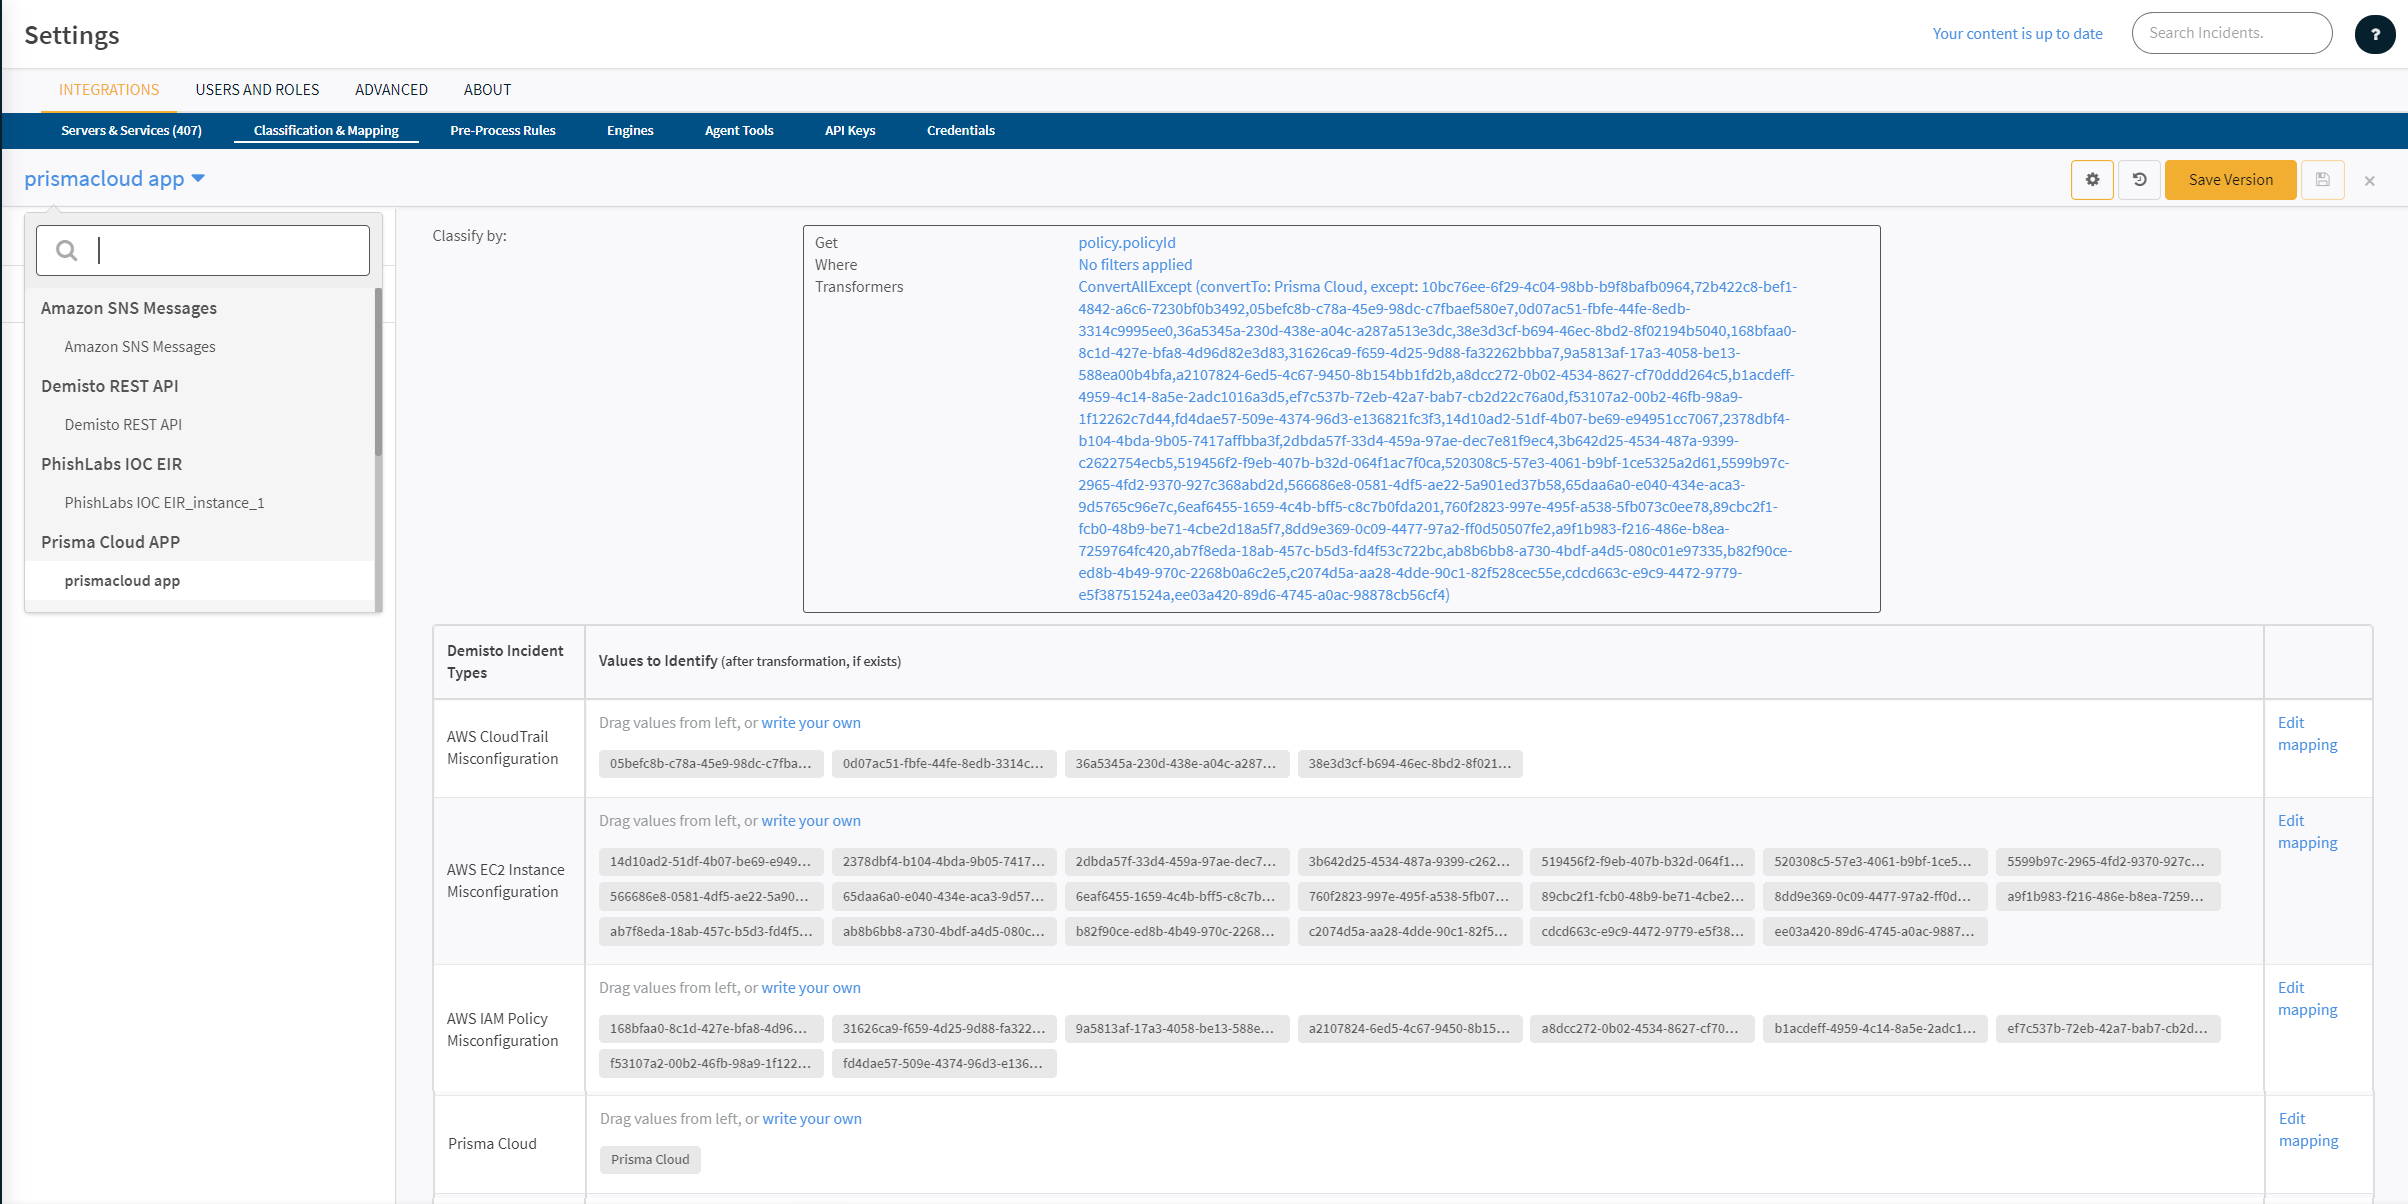 Settings
Your content is up to date
Search Incidents.
?
INTEGRATIONS
USERS AND ROLES
ADVANCED
ABOUT
Servers & Services (407)
Classification & Mapping
Pre-Process Rules
Engines
Agent Tools
API Keys
Credentials
prismacloud app
Save Version
Amazon SNS Messages
Amazon SNS Messages
Demisto REST API
Demisto REST API
PhishLabs IOC EIR
PhishLabs IOC EIR_instance_1
Prisma Cloud APP
prismacloud app
Classify by:
Get
policy.policyId
Where
No filters applied
Transformers
ConvertAllExcept (convertTo: Prisma Cloud, except: 10bc76ee-6f29-4c04-98bb-b9f8bafb0964,72b422c8-bef1-
4842-a6c6-7230bf0b3492,05befc8b-c78a-45e9-98dc-c7fbaef580e7,0d07ac51-fbfe-44fe-8edb-
3314c9995ee0,36a5345a-230d-438e-a04c-a287a513e3dc,38e3d3cf-b694-46ec-8bd2-8f02194b5040,168bfaa0-
8c1d-427e-bfa8-4d96d82e3d83,31626ca9-f659-4d25-9d88-fa32262bbba7,9a5813af-17a3-4058-be13-
588ea00b4bfa,a2107824-6ed5-4c67-9450-8b154bb1fd2b,a8dcc272-0b02-4534-8627-cf70ddd264c5,b1acdeff-
4959-4c14-8a5e-2adc1016a3d5,ef7c537b-72eb-42a7-bab7-cb2d22c76a0d,f53107a2-00b2-46fb-98a9-
1f12262c7d44,fd4dae57-509e-4374-96d3-e136821fc3f3,14d10ad2-51df-4b07-be69-e94951cc7067,2378dbf4-
b104-4bda-9b05-7417affbba3f,2dbda57f-33d4-459a-97ae-dec7e81f9ec4,3b642d25-4534-487a-9399-
c2622754ecb5,519456f2-f9eb-407b-b32d-064f1ac7f0ca,520308c5-57e3-4061-b9bf-1ce5325a2d61,5599b97c-
2965-4fd2-9370-927c368abd2d,566686e8-0581-4df5-ae22-5a901ed37b58,65daa6a0-e040-434e-aca3-
9d5765c96e7c,6eaf6455-1659-4c4b-bff5-c8c7b0fda201,760f2823-997e-495f-a538-5fb073c0ee78,89cbc2f1-
fcb0-48b9-be71-4cbe2d18a5f7,8dd9e369-0c09-4477-97a2-ff0d50507fe2,a9f1b983-f216-486e-b8ea-
7259764fc420,ab7f8eda-18ab-457c-b5d3-fd4f53c722bc,ab8b6bb8-a730-4bdf-a4d5-080c01e97335,b82f90ce-
ed8b-4b49-970c-2268b0a6c2e5,c2074d5a-aa28-4dde-90c1-82f528cec55e,cdcd663c-e9c9-4472-9779-
e5f38751524a,ee03a420-89d6-4745-a0ac-98878cb56cf4)
Demisto Incident
Types
Values to Identify (after transformation, if exists)
AWS CloudTrail
Misconfiguration
Drag values from left, or write your own
05befc8b-c78a-45e9-98dc-c7fba...
0d07ac51-fbfe-44fe-8edb-3314c...
36a5345a-230d-438e-a04c-a287...
38e3d3cf-b694-46ec-8bd2-8f021...
Edit
mapping
AWS EC2 Instance
Misconfiguration
Drag values from left, or write your own
14d10ad2-51df-4b07-be69-e949...
2378dbf4-b104-4bda-9b05-7417...
2dbda57f-33d4-459a-97ae-dec7...
3b642d25-4534-487a-9399-c262...
519456f2-f9eb-407b-b32d-064f1...
520308c5-57e3-4061-b9bf-1ce5...
5599b97c-2965-4fd2-9370-927c...
566686e8-0581-4df5-ae22-5a90...
65daa6a0-e040-434e-aca3-9d57...
6eaf6455-1659-4c4b-bff5-c8c7b...
760f2823-997e-495f-a538-5fb07...
89cbc2f1-fcb0-48b9-be71-4cbe2...
8dd9e369-0c09-4477-97a2-ff0d...
a9f1b983-f216-486e-b8ea-7259...
ab7f8eda-18ab-457c-b5d3-fd4f5...
ab8b6bb8-a730-4bdf-a4d5-080c...
b82f90ce-ed8b-4b49-970c-2268...
c2074d5a-aa28-4dde-90c1-82f5...
cdcd663c-e9c9-4472-9779-e5f38...
ee03a420-89d6-4745-a0ac-9887...
Edit
mapping
AWS IAM Policy
Misconfiguration
Drag values from left, or write your own
168bfaa0-8c1d-427e-bfa8-4d96...
31626ca9-f659-4d25-9d88-fa322...
9a5813af-17a3-4058-be13-588e...
a2107824-6ed5-4c67-9450-8b15...
a8dcc272-0b02-4534-8627-cf70...
b1acdeff-4959-4c14-8a5e-2adc1...
ef7c537b-72eb-42a7-bab7-cb2d...
f53107a2-00b2-46fb-98a9-1f122...
fd4dae57-509e-4374-96d3-e136...
Edit
mapping
Prisma Cloud
Drag values from left, or write your own
Prisma Cloud
Edit
mapping